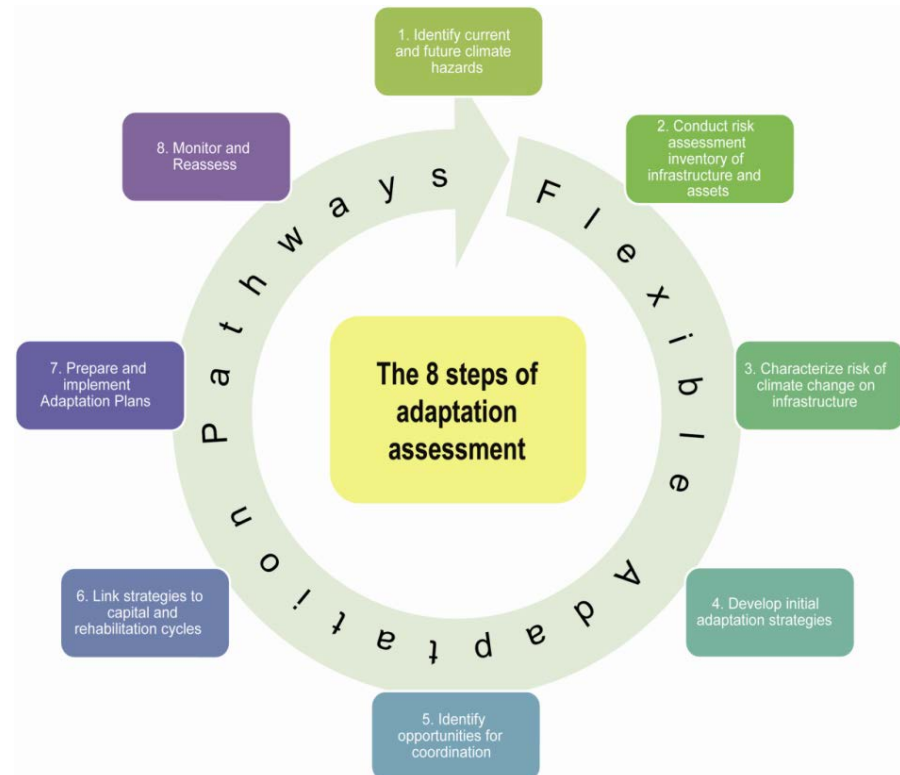 1. Identify current
and future climate
hazards
2. Conduct risk
assessment
inventory of
infrastructure and
assets
3. Characterize risk of
climate change on
infrastructure
4. Develop initial
adaptation strategies
5. Identify
opportunities for
coordination
6. Link strategies to
capital and
rehabilitation cycles
7. Prepare and
implement
Adaptation Plans
8. Monitor and
Reassess
Flexible Adaptation Pathways
The 8 steps of
adaptation
assessment